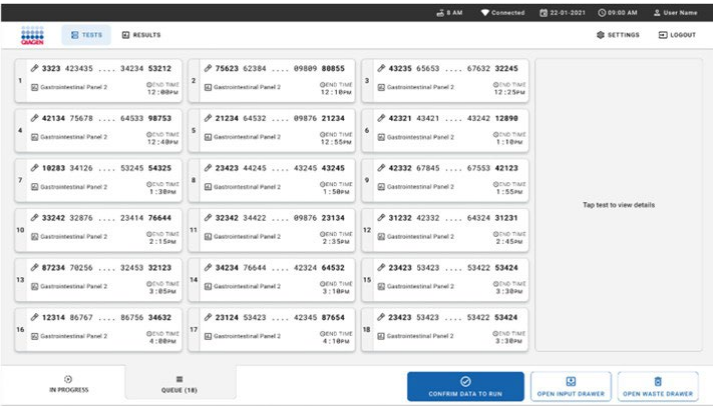 8 AM Connected 22-01-2021 09:00 AM User Name
QIAGEN TESTS RESULTS SETTINGS LOGOUT
1 3323 423435 .... 34234 53212
Gastrointestinal Panel 2 END TIME 12:00PM
2 75623 62384 .... 09809 80855
Gastrointestinal Panel 2 END TIME 12:10PM
3 43235 65653 .... 67632 32245
Gastrointestinal Panel 2 END TIME 12:25PM
4 42134 75678 .... 64533 98753
Gastrointestinal Panel 2 END TIME 12:40PM
5 21234 64532 .... 09876 21234
Gastrointestinal Panel 2 END TIME 12:55PM
6 42321 43421 .... 43242 12890
Gastrointestinal Panel 2 END TIME 1:10PM
7 10283 34126 .... 53245 54325
Gastrointestinal Panel 2 END TIME 1:30PM
8 23423 44245 .... 43245 43245
Gastrointestinal Panel 2 END TIME 1:50PM
9 42332 67845 .... 67553 42123
Gastrointestinal Panel 2 END TIME 1:55PM
Tap test to view details
10 33242 32876 .... 23414 76644
Gastrointestinal Panel 2 END TIME 2:15PM
11 32342 34422 .... 09876 23134
Gastrointestinal Panel 2 END TIME 2:35PM
12 31232 42332 .... 64324 31231
Gastrointestinal Panel 2 END TIME 2:45PM
13 87234 70256 .... 32453 32123
Gastrointestinal Panel 2 END TIME 3:05PM
14 34234 76644 .... 42324 64532
Gastrointestinal Panel 2 END TIME 3:10PM
15 23423 53423 .... 53422 53424
Gastrointestinal Panel 2 END TIME 3:30PM
16 12314 86767 .... 86756 34632
Gastrointestinal Panel 2 END TIME 4:00PM
17 23124 53423 .... 42345 87654
Gastrointestinal Panel 2 END TIME 4:10PM
18 23423 53423 .... 53422 53424
Gastrointestinal Panel 2 END TIME 3:30PM
IN PROGRESS QUEUE (18) CONFRIM DATA TO RUN OPEN INPUT DRAWER OPEN WASTE DRAWER